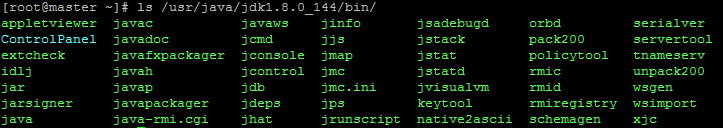 [root@master ~]# ls /usr/java/jdk1.8.0_144/bin/
appletviewer javac javaws jinfo jsadebugd orbd serialver
ControlPanel javadoc jcmd jjs jstack pack200 servertool
extcheck javafxpackager jconsole jmap jstat policytool tnameserv
idlj javah jcontrol jmc jstatd rmic unpack200
jar javap jdb jmc.ini jvisualvm rmid wsgen
jarsigner javapackager jdeps jps keytool rmiregistry wsimport
java java-rmi.cgi jhat jrunscript native2ascii schemagen xjc